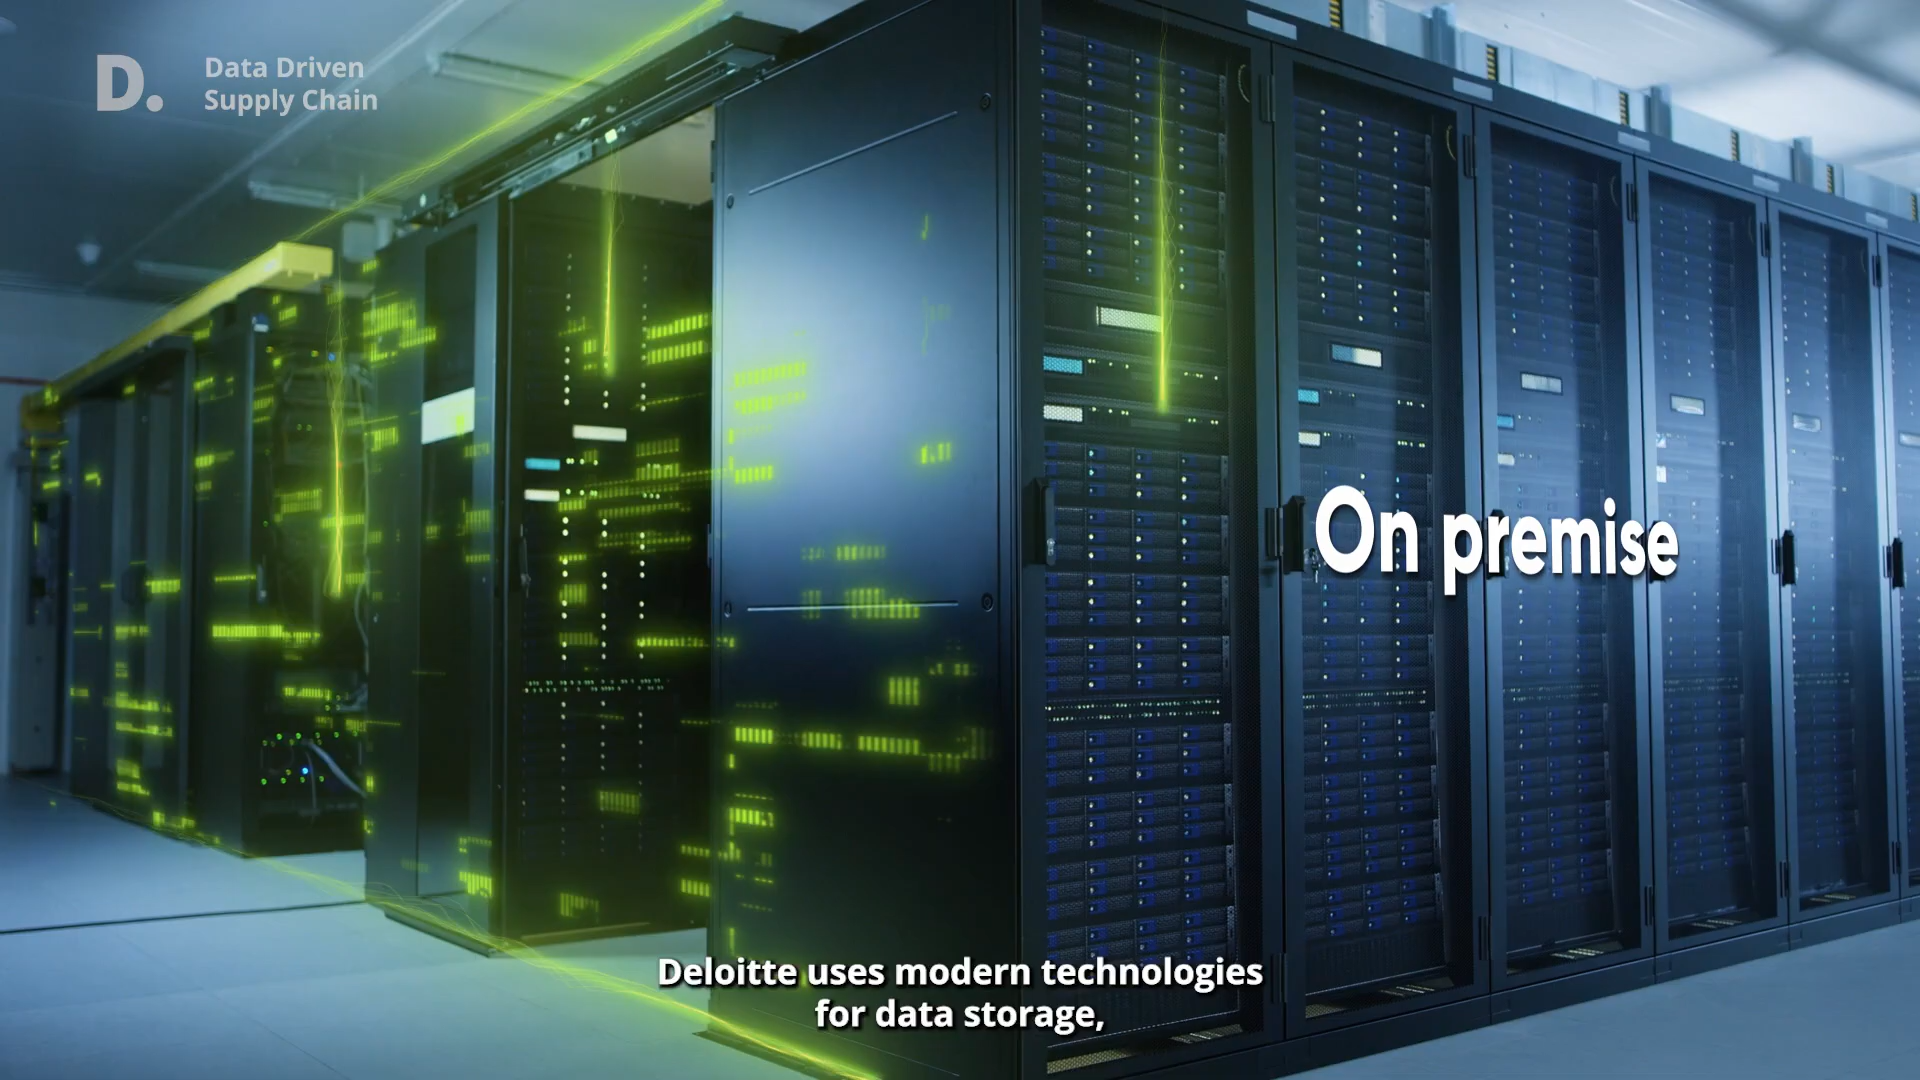 D.
Data Driven
Supply Chain
On premise
Deloitte uses modern technologies
for data storage,